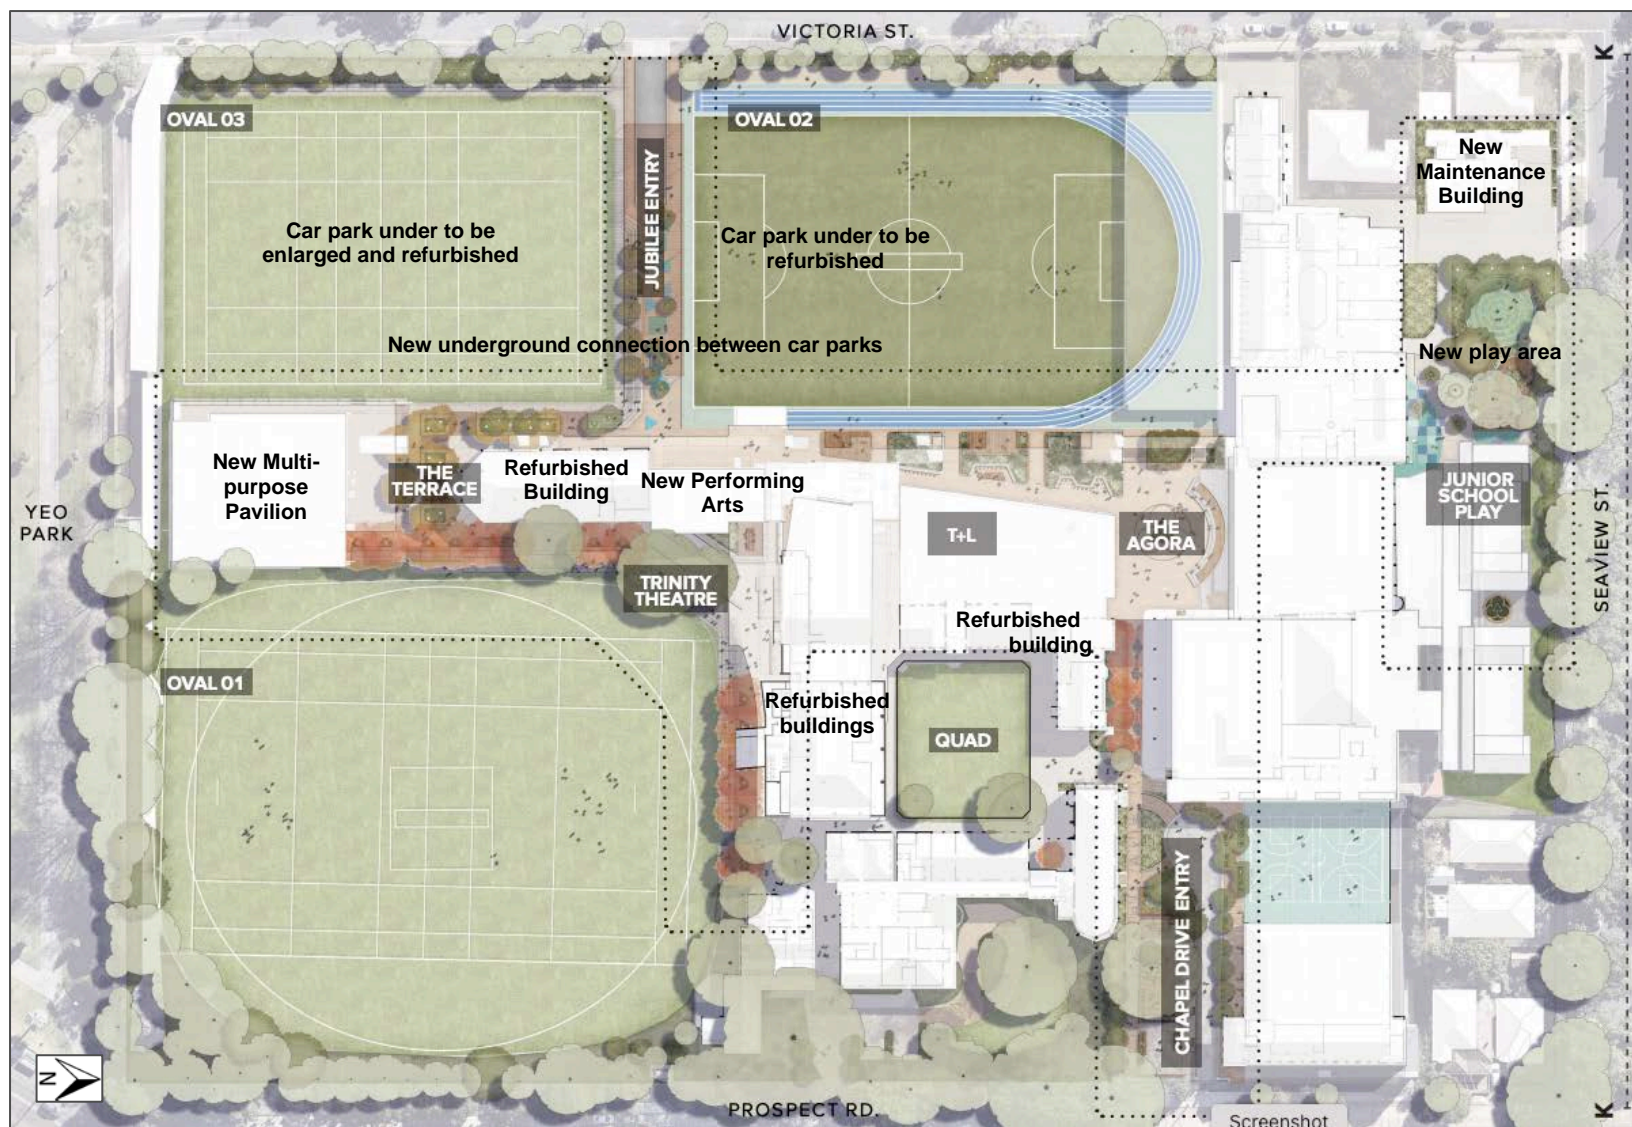 VICTORIA ST.
K
OVAL 03
OVAL 02
JUBILEE ENTRY
New
Maintenance
Building
Car park under to be
enlarged and refurbished
Car park under to be
refurbished
New underground connection between car parks
New play area
New Multi-
purpose
Pavilion
THE
TERRACE
Refurbished
Building
New Performing
Arts
T+L
THE
AGORA
JUNIOR
SCHOOL
PLAY
YEO
PARK
SEAVIEW ST.
TRINITY
THEATRE
Refurbished
building
OVAL 01
Refurbished
buildings
QUAD
CHAPEL DRIVE ENTRY
N
PROSPECT RD.
Screenshot
K